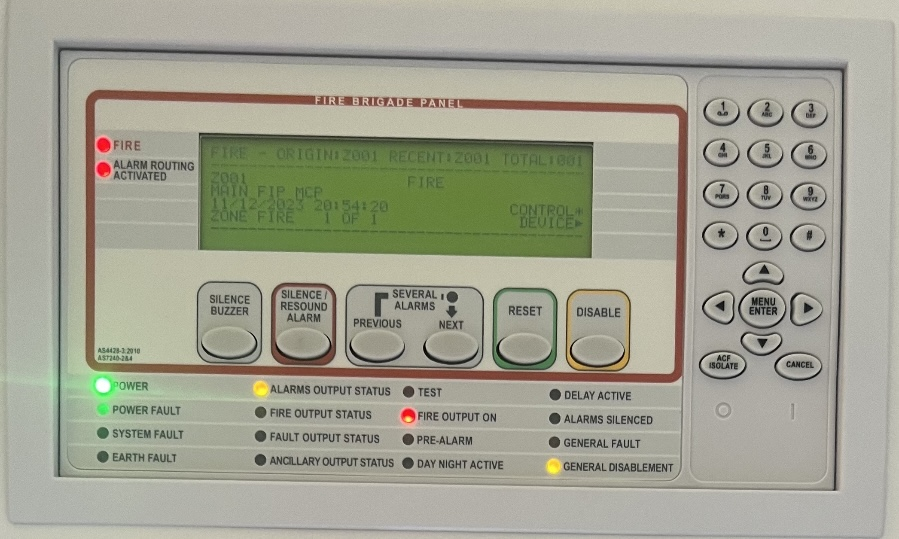 FIRE BRIGADE PANEL
FIRE
ALARM ROUTING
ACTIVATED
FIRE - ORIGIN:Z001 RECENT:Z001 TOTAL:001
Z001 FIRE
MAIN FIP MCP
11/12/2023 20:54:20 CONTROL*
ZONE FIRE 1 OF 1 DEVICE►
SILENCE
BUZZER
SILENCE /
RESOUND
ALARM
SEVERAL
ALARMS
PREVIOUS
NEXT
RESET
DISABLE
AS4428-3:2010
AS7240-2&4
POWER
POWER FAULT
SYSTEM FAULT
EARTH FAULT
ALARMS OUTPUT STATUS
FIRE OUTPUT STATUS
FAULT OUTPUT STATUS
ANCILLARY OUTPUT STATUS
TEST
FIRE OUTPUT ON
PRE-ALARM
DAY NIGHT ACTIVE
DELAY ACTIVE
ALARMS SILENCED
GENERAL FAULT
GENERAL DISABLEMENT
1 2 ABC 3 DEF
4 GHI 5 JKL 6 MNO
7 PQRS 8 TUV 9 WXYZ
* 0 #
MENU
ENTER
ACF
ISOLATE
CANCEL